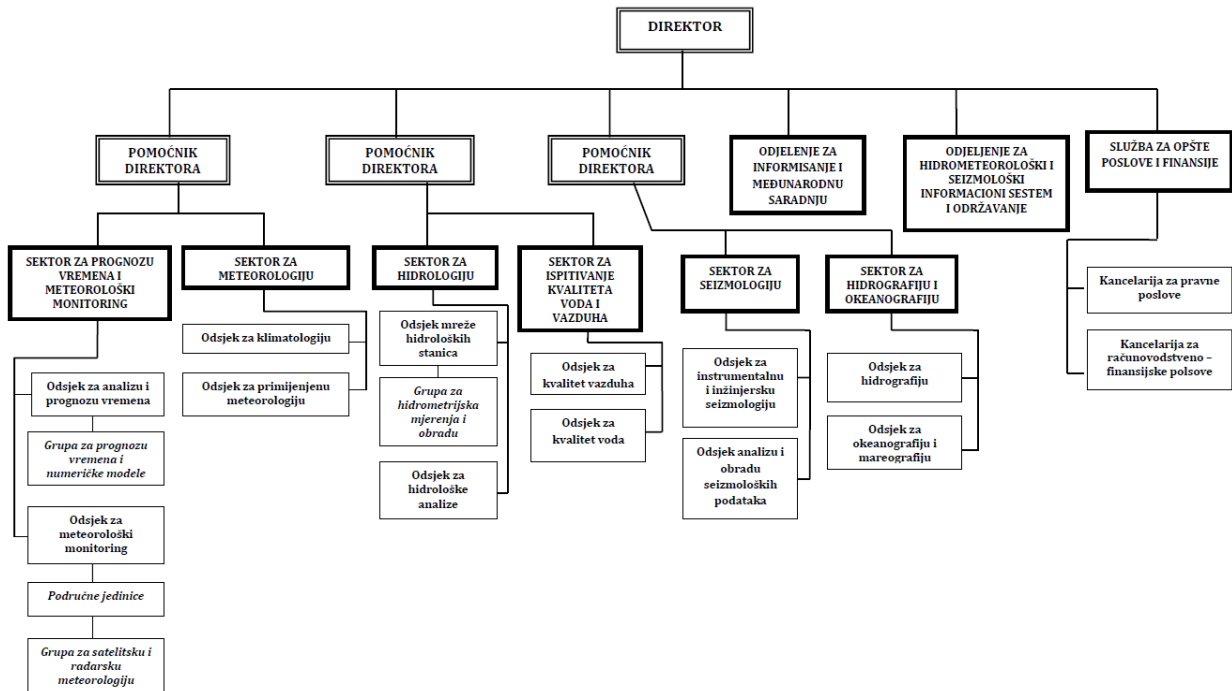 DIREKTOR
POMOĆNIK
DIREKTORA
POMOĆNIK
DIREKTORA
POMOĆNIK
DIREKTORA
ODJELENJE ZA
INFORMISANJE I
MEĐUNARODNU
SARADNJU
ODJELJENJE ZA
HIDROMETEOROLOŠKI I
SEIZMOLOŠKI
INFORMACIONI SESTEM
I ODRŽAVANJE
SLUŽBA ZA OPŠTE
POSLOVE I FINANSIJE
SEKTOR ZA PROGNOZU
VREMENA I
METEOROLOŠKI
MONITORING
SEKTOR ZA
METEOROLOGIJU
SEKTOR ZA
HIDROLOGIJU
SEKTOR ZA
ISPITIVANJE
KVALITETA
VODA I
VAZDUHA
SEKTOR ZA
SEIZMOLOGIJU
SEKTOR ZA
HIDROGRAFIJU I
OKEANOGRAFIJU
Kancelarija za pravne
poslove
Kancelarija za
računovodstveno –
finansijske polsove
Odsjek za analizu i
prognozu vremena
Grupa za prognozu
vremena i
numeričke modele
Odsjek za
meteorološki
monitoring
Područne jedinice
Grupa za satelitsku i
radarsku
meteorologiju
Odsjek za klimatologiju
Odsjek za primijenjenu
meteorologiju
Odsjek mreže
hidroloških
stanica
Grupa za
hidrometrijska
mjerenja i
obradu
Odsjek za
hidrološke
analize
Odsjek za
kvalitet vazduha
Odsjek za
kvalitet voda
Odsjek za
instrumentalnu
i inžinjersku
seizmologiju
Odsjek analizu i
obradu
seizmoloških
podataka
Odsjek za
hidrografiju
Odsjek za
okeanografiju i
mareografiju